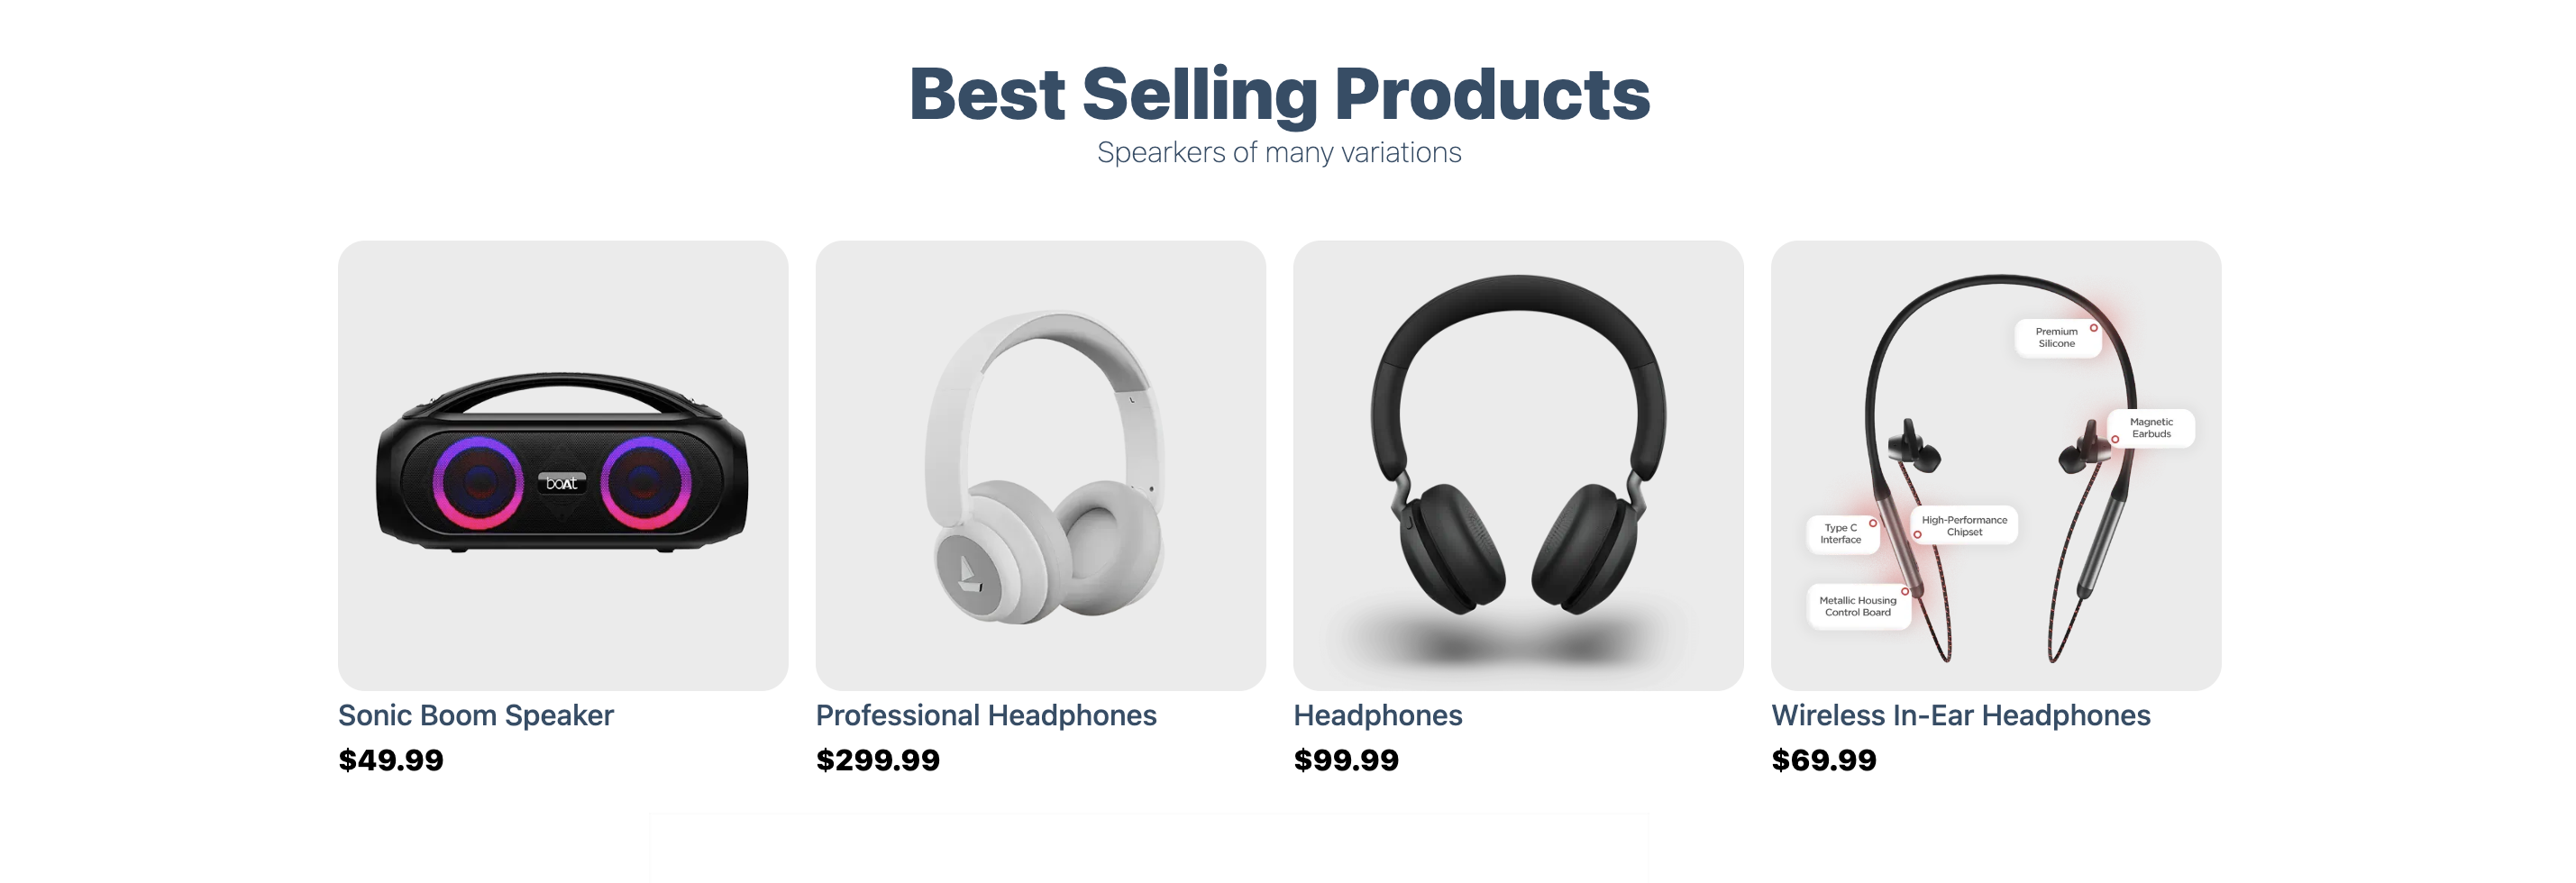 Best Selling Products
Spearkers of many variations
boAt
Premium
Silicone
Magnetic
Earbuds
Type C
Interface
High-Performance
Chipset
Metallic Housing
Control Board
Sonic Boom Speaker
Professional Headphones
Headphones
Wireless In-Ear Headphones
$49.99
$299.99
$99.99
$69.99